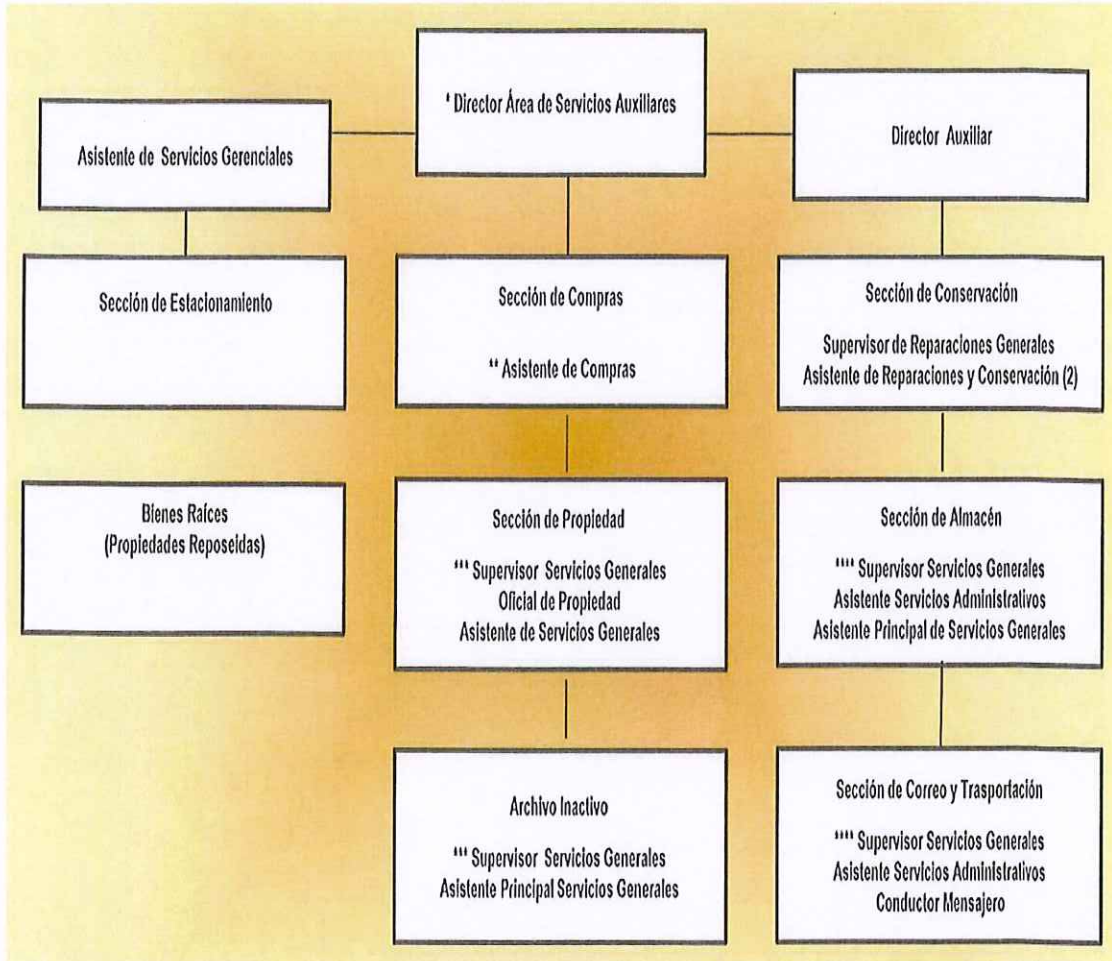 * Director Área de Servicios Auxiliares
Asistente de Servicios Gerenciales
Director Auxiliar
Sección de Estacionamiento
Sección de Compras
** Asistente de Compras
Sección de Conservación
Supervisor de Reparaciones Generales
Asistente de Reparaciones y Conservación (2)
Bienes Raíces
(Propiedades Reposeidas)
Sección de Propiedad
*** Supervisor Servicios Generales
Oficial de Propiedad
Asistente de Servicios Generales
Sección de Almacén
**** Supervisor Servicios Generales
Asistente Servicios Administrativos
Asistente Principal de Servicios Generales
Archivo Inactivo
*** Supervisor Servicios Generales
Asistente Principal Servicios Generales
Sección de Correo y Trasportación
**** Supervisor Servicios Generales
Asistente Servicios Administrativos
Conductor Mensajero